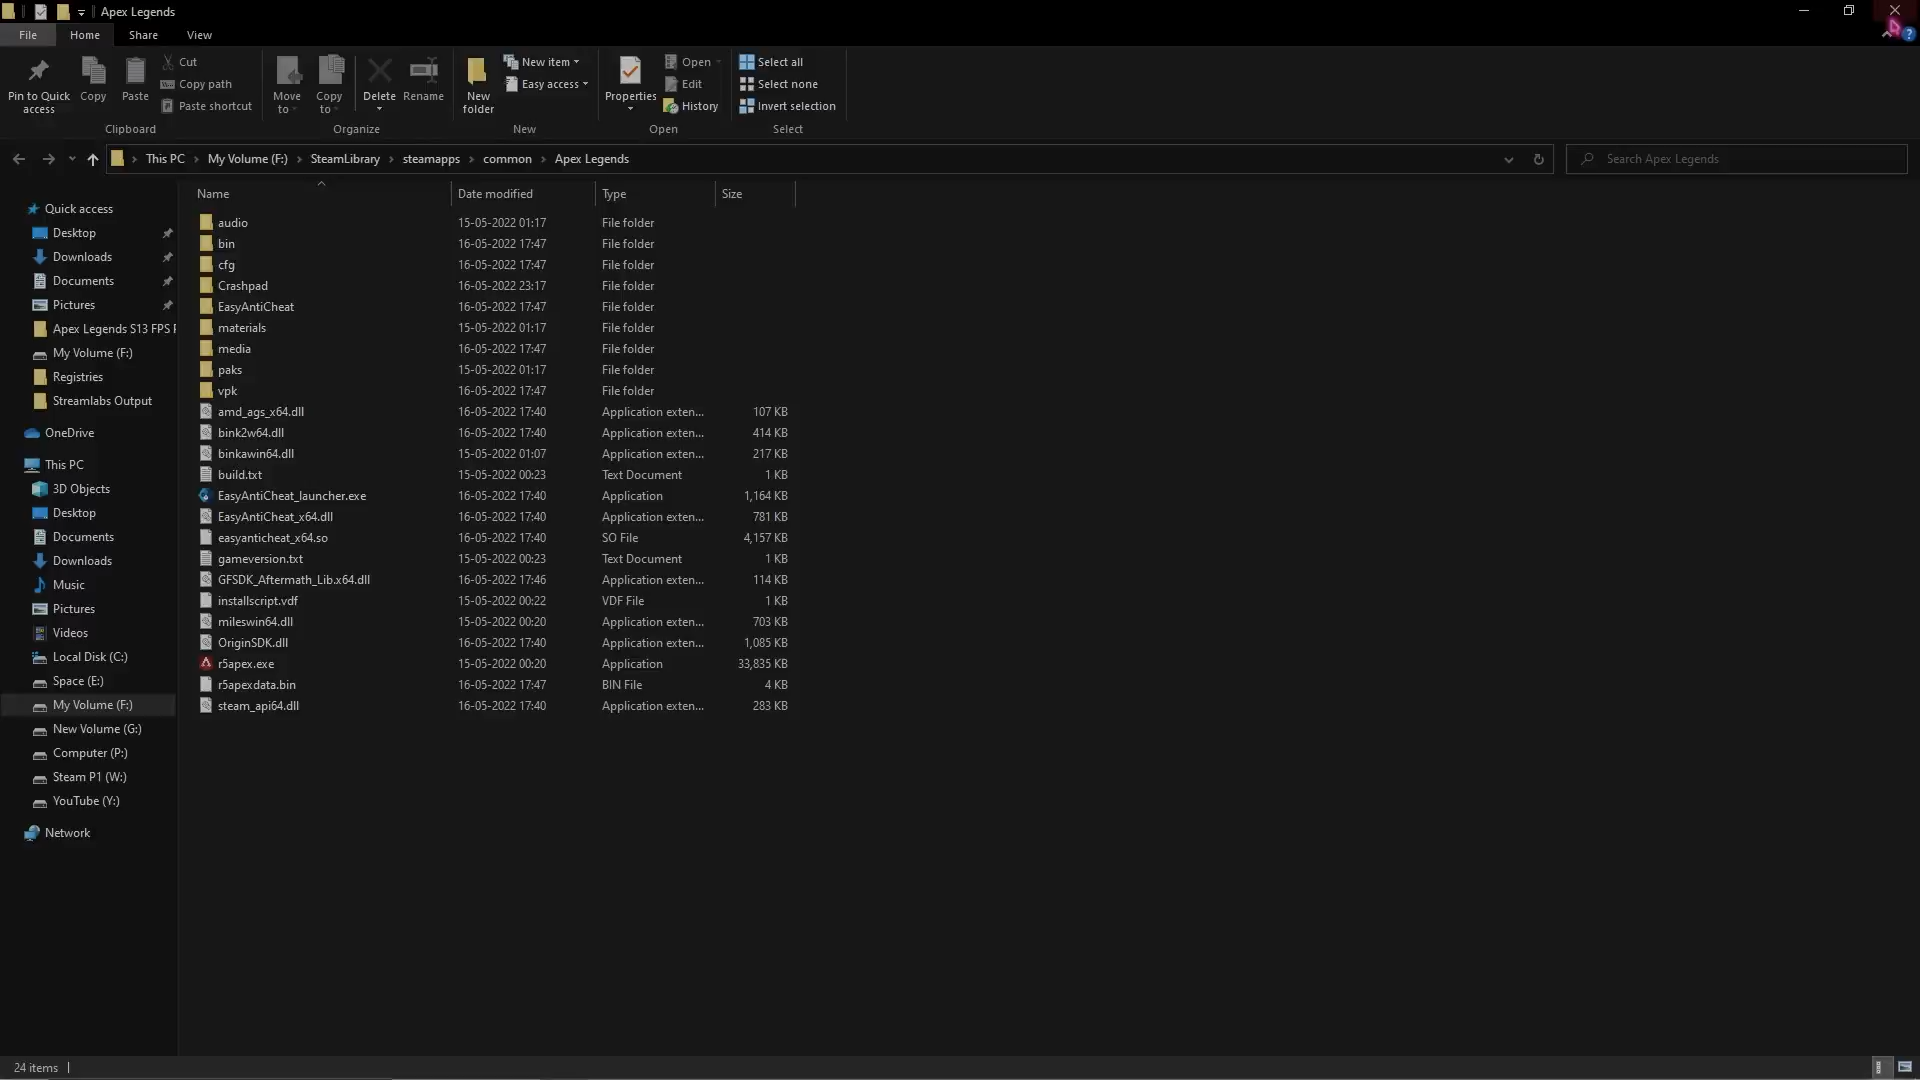 Apex Legends
File Home Share View
Pin to Quick access
Copy
Paste
Cut
Copy path
Paste shortcut
Clipboard
Move to
Copy to
Delete
Rename
Organize
New folder
New item
Easy access
New
Properties
Open
Edit
History
Open
Select all
Select none
Invert selection
Select
This PC > My Volume (F:) > SteamLibrary > steamapps > common > Apex Legends
Search Apex Legends
Quick access
Desktop
Downloads
Documents
Pictures
Apex Legends S13 FPS
My Volume (F:)
Registries
Streamlabs Output
OneDrive
This PC
3D Objects
Desktop
Documents
Downloads
Music
Pictures
Videos
Local Disk (C:)
Space (E:)
My Volume (F:)
New Volume (G:)
Computer (P:)
Steam P1 (W:)
YouTube (Y:)
Network
Name Date modified Type Size
audio 15-05-2022 01:17 File folder
bin 16-05-2022 17:47 File folder
cfg 16-05-2022 17:47 File folder
Crashpad 16-05-2022 23:17 File folder
EasyAntiCheat 16-05-2022 17:47 File folder
materials 15-05-2022 01:17 File folder
media 16-05-2022 17:47 File folder
paks 15-05-2022 01:17 File folder
vpk 16-05-2022 17:47 File folder
amd_ags_x64.dll 16-05-2022 17:40 Application exten... 107 KB
bink2w64.dll 16-05-2022 17:40 Application exten... 414 KB
binkawin64.dll 15-05-2022 01:07 Application exten... 217 KB
build.txt 15-05-2022 00:23 Text Document 1 KB
EasyAntiCheat_launcher.exe 16-05-2022 17:40 Application 1,164 KB
EasyAntiCheat_x64.dll 16-05-2022 17:40 Application exten... 781 KB
easyanticheat_x64.so 16-05-2022 17:40 SO File 4,157 KB
gameversion.txt 15-05-2022 00:23 Text Document 1 KB
GFSDK_Aftermath_Lib.x64.dll 16-05-2022 17:46 Application exten... 114 KB
installscript.vdf 15-05-2022 00:22 VDF File 1 KB
mileswin64.dll 15-05-2022 00:20 Application exten... 703 KB
OriginSDK.dll 16-05-2022 17:40 Application exten... 1,085 KB
r5apex.exe 15-05-2022 00:20 Application 33,835 KB
r5apexdata.bin 16-05-2022 17:47 BIN File 4 KB
steam_api64.dll 16-05-2022 17:40 Application exten... 283 KB
24 items